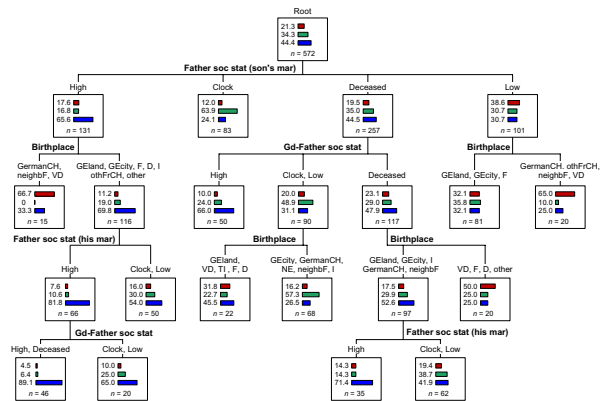 Root
21.3
34.3
44.4
n = 572
Father soc stat (son's mar)
High
Clock
Deceased
Low
17.6
16.8
65.6
n = 131
12.0
63.9
24.1
n = 83
19.5
35.0
44.5
n = 257
38.6
30.7
30.7
n = 101
Birthplace
Gd-Father soc stat
Birthplace
GermanCH,
neighbF, VD
GEland, GEcity, F, D, I
othFrCH, other
High
Clock, Low
Deceased
GEland, GEcity, F
GermanCH, othFrCH,
neighbF, VD
66.7
0
33.3
n = 15
11.2
19.0
69.8
n = 116
10.0
24.0
66.0
n = 50
20.0
48.9
31.1
n = 90
23.1
29.0
47.9
n = 117
32.1
35.8
32.1
n = 81
65.0
10.0
25.0
n = 20
Father soc stat (his mar)
Birthplace
Birthplace
High
Clock, Low
GEland,
VD, TI , F, D
GEcity, GermanCH,
NE, neighbF, I
GEland, GEcity, I
GermanCH, neighbF
VD, F, D, other
7.6
10.6
81.8
n = 66
16.0
30.0
54.0
n = 50
31.8
22.7
45.5
n = 22
16.2
57.3
26.5
n = 68
17.5
29.9
52.6
n = 97
50.0
25.0
25.0
n = 20
Gd-Father soc stat
Father soc stat (his mar)
High, Deceased
Clock, Low
High
Clock, Low
4.5
6.4
89.1
n = 46
10.0
25.0
65.0
n = 20
14.3
14.3
71.4
n = 35
19.4
38.7
41.9
n = 62